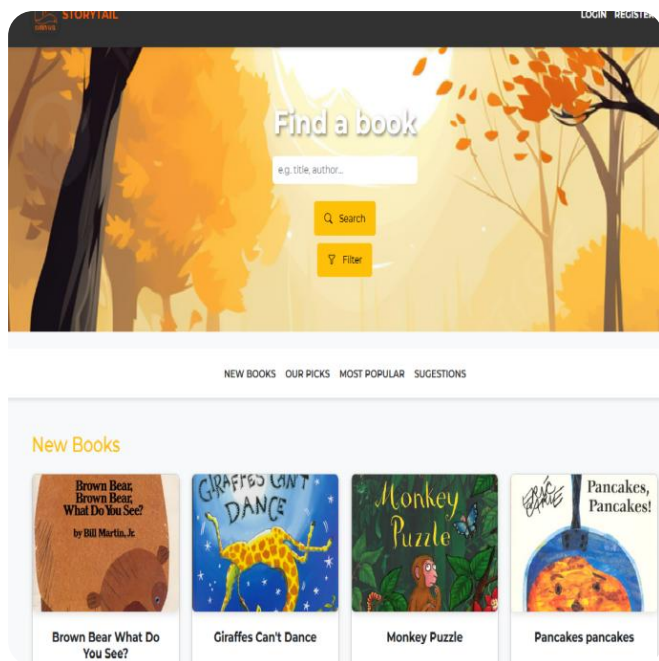 STORYTAIL
LOGIN REGISTER
Find a book
e.g. title, author...
Search
Filter
NEW BOOKS OUR PICKS MOST POPULAR SUGESTIONS
New Books
Brown Bear,
Brown Bear,
What Do You See?
by Bill Martin, Jr.
GIRAFFES CAN'T
DANCE
Monkey
Puzzle
ERIC
CARLE
Pancakes,
Pancakes!
Brown Bear What Do
You See?
Giraffes Can't Dance
Monkey Puzzle
Pancakes pancakes